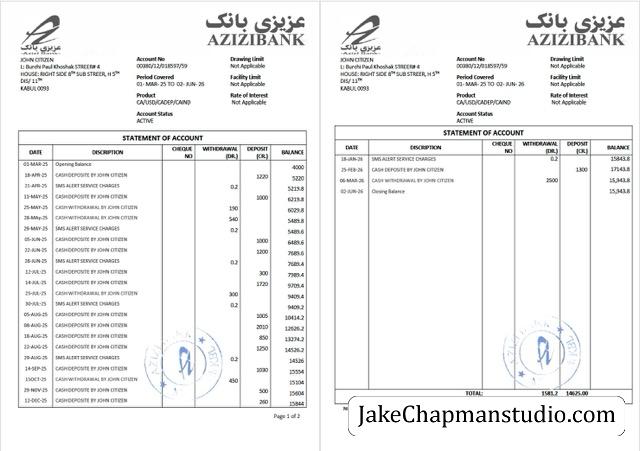 عزیزی بانک
AZIZIBANK
JOHN CITIZEN
L: Burchi Paul Khoshak STREER# 4
HOUSE: RIGHT SIDE 8TH SUB STREER, H 5TH
DIS/ 11TH
KABUL 0093
Account No
00380/12/018597/59
Period Covered
01- MAR- 25 TO 02- JUN- 26
Product
CA/USD/CADEP/CAIND
Account Status
ACTIVE
Drawing Limit
Not Applicable
Facility Limit
Not Applicable
Rate of Interest
Not Applicable
STATEMENT OF ACCOUNT
DATE DISCRIPTION CHEQUE NO WITHDRAWAL (DR.) DEPOSIT (CR.) BALANCE
01-MAR-25 Opening Balance 4000
18-APR-25 CASH DEPOSITE BY JOHN CITIZEN 1220 5220
21-APR-25 SMS ALERT SERVICE CHARGES 0.2 5219.8
11-MAY-25 CASH DEPOSITE BY JOHN CITIZEN 1000 6219.8
25-MAY-25 CASH WITHDRAWAL BY JOHN CITIZEN 190 6029.8
28-MAY-25 CASH WITHDRAWAL BY JOHN CITIZEN 540 5489.8
29-MAY-25 SMS ALERT SERVICE CHARGES 0.2 5489.6
05-JUN-25 CASH DEPOSITE BY JOHN CITIZEN 1000 6489.6
22-JUN-25 CASH DEPOSITE BY JOHN CITIZEN 1200 7689.6
28-JUN-25 SMS ALERT SERVICE CHARGES 0.2 7689.4
12-JUL-25 CASH DEPOSITE BY JOHN CITIZEN 300 7989.4
14-JUL-25 CASH DEPOSITE BY JOHN CITIZEN 1720 9709.4
25-JUL-25 CASH WITHDRAWAL BY JOHN CITIZEN 300 9409.4
30-JUL-25 SMS ALERT SERVICE CHARGES 0.2 9409.2
05-AUG-25 CASH DEPOSITE BY JOHN CITIZEN 1005 10414.2
08-AUG-25 CASH DEPOSITE BY JOHN CITIZEN 2010 12626.2
18-AUG-25 CASH DEPOSITE BY JOHN CITIZEN 850 13274.2
22-AUG-25 CASH DEPOSITE BY JOHN CITIZEN 1250 14526.2
29-AUG-25 SMS ALERT SERVICE CHARGES 0.2 14526
14-SEP-25 CASH DEPOSITE BY JOHN CITIZEN 1030 15554
15OCT-25 CASH WITHDRAWAL BY JOHN CITIZEN 450 15104
29-NOV-25 CASH DEPOSITE BY JOHN CITIZEN 500 15604
12-DEC-25 CASH DEPOSITE BY JOHN CITIZEN 260 15844
Page 1 of 2
عزیزی بانک
AZIZIBANK
JOHN CITIZEN
L: Burchi Paul Khoshak STREER# 4
HOUSE: RIGHT SIDE 8TH SUB STREER, H 5TH
DIS/ 11TH
KABUL 0093
Account No
00380/12/018597/59
Period Covered
01- MAR- 25 TO 02- JUN- 26
Product
CA/USD/CADEP/CAIND
Account Status
ACTIVE
Drawing Limit
Not Applicable
Facility Limit
Not Applicable
Rate of Interest
Not Applicable
STATEMENT OF ACCOUNT
DATE DISCRIPTION CHEQUE NO WITHDRAWAL (DR.) DEPOSIT (CR.) BALANCE
18-JAN-26 SMS ALERT SERVICE CHARGES 0.2 15843.8
25-FEB-26 CASH DEPOSITE BY JOHN CITIZEN 1300 17143.8
06-MAR-26 CASH WITHDRAWAL BY JOHN CITIZEN 2500 15,943.8
02-JUN-26 Closing Balance 15,943.8
TOTAL: 1581.2 14625.00
JakeChapmanstudio.com